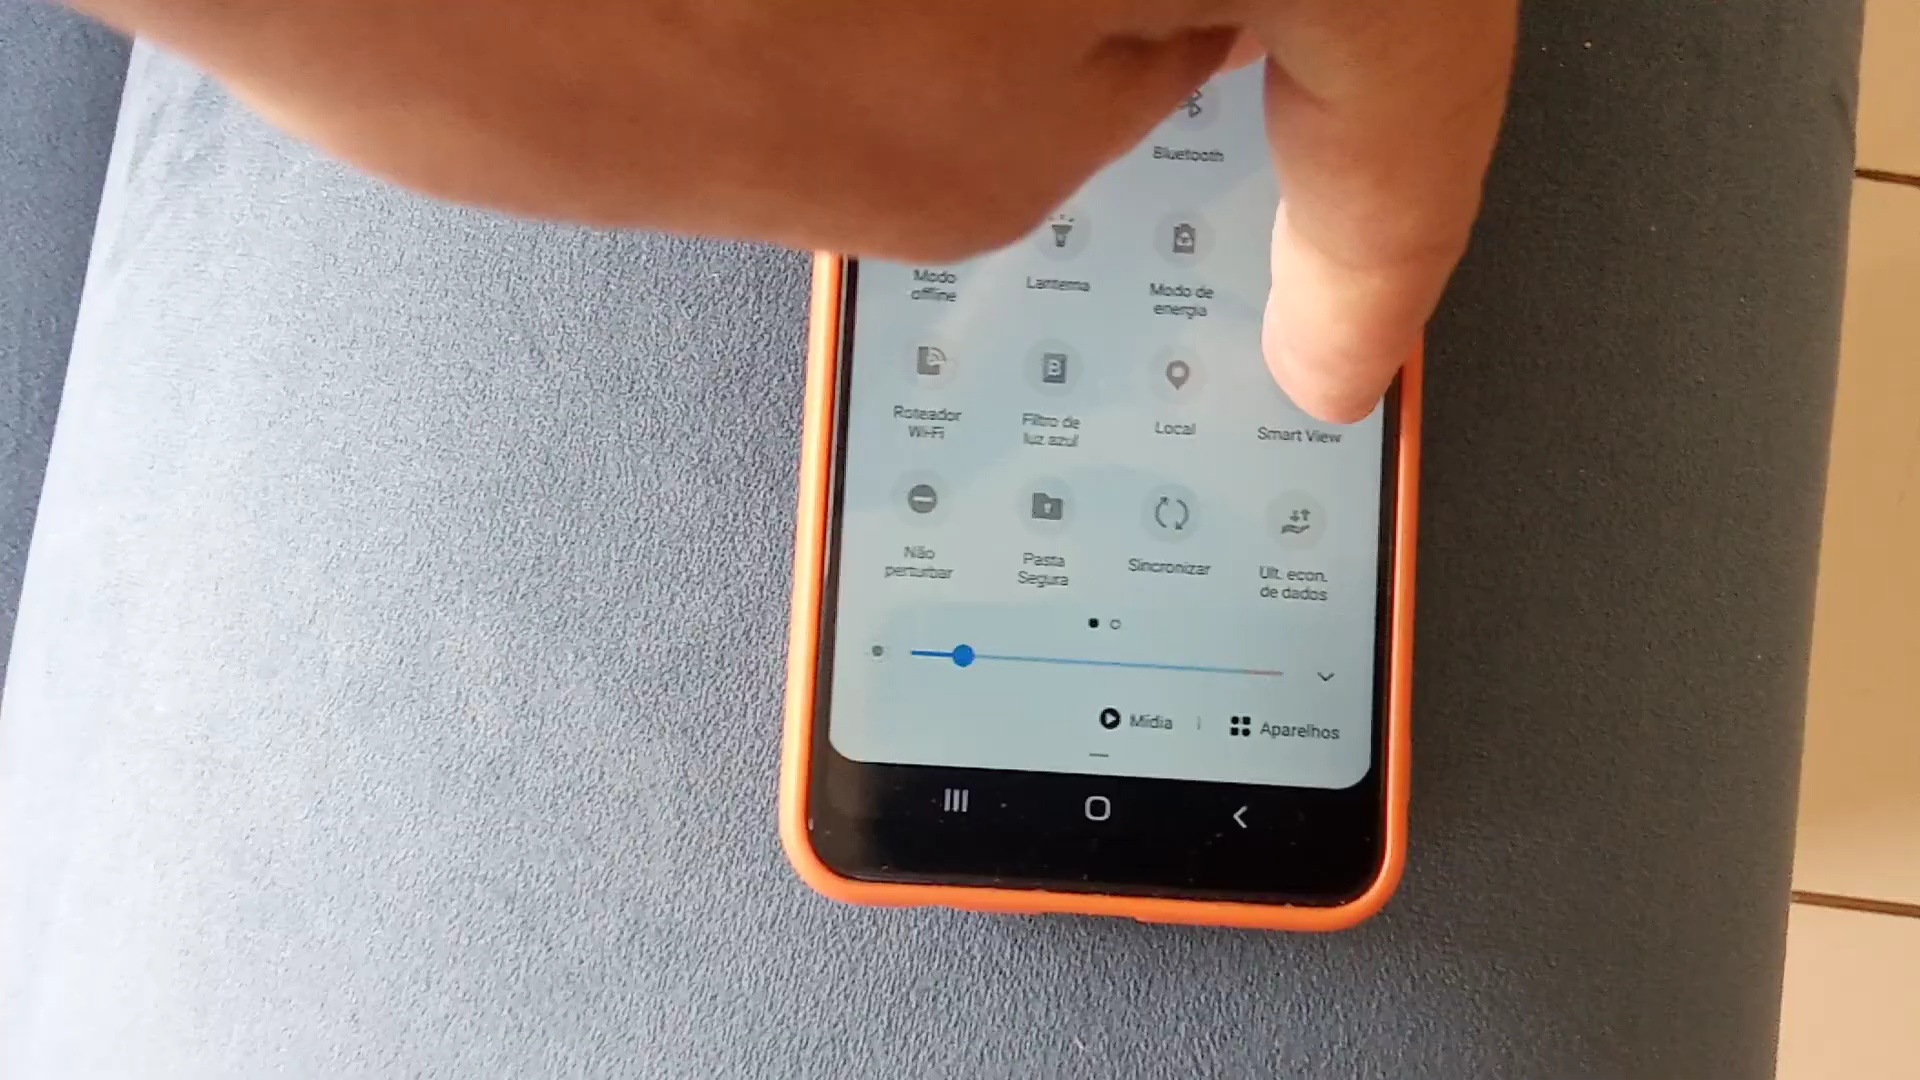 Bluetooth
Modo
offline
Lanterna
Modo de
energia
Roteador
Wi-Fi
Filtro de
luz azul
Local
Smart View
Não
perturbar
Pasta
Segura
Sincronizar
Ult. econ.
de dados
Mídia
Aparelhos